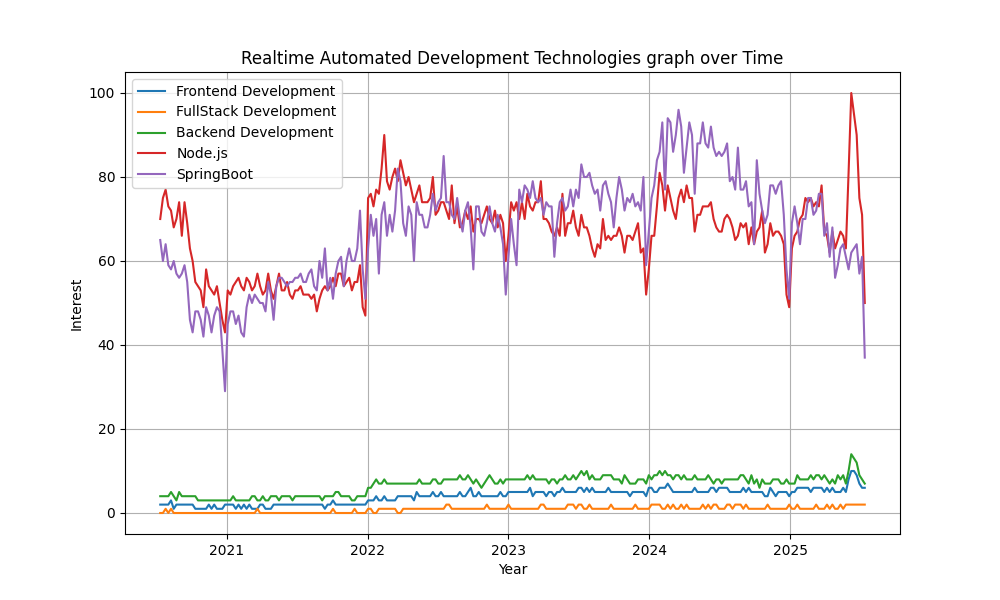 Realtime Automated Development Technologies graph over Time
100
80
60
40
20
0
Interest
Frontend Development
FullStack Development
Backend Development
Node.js
SpringBoot
2021
2022
2023
2024
2025
Year